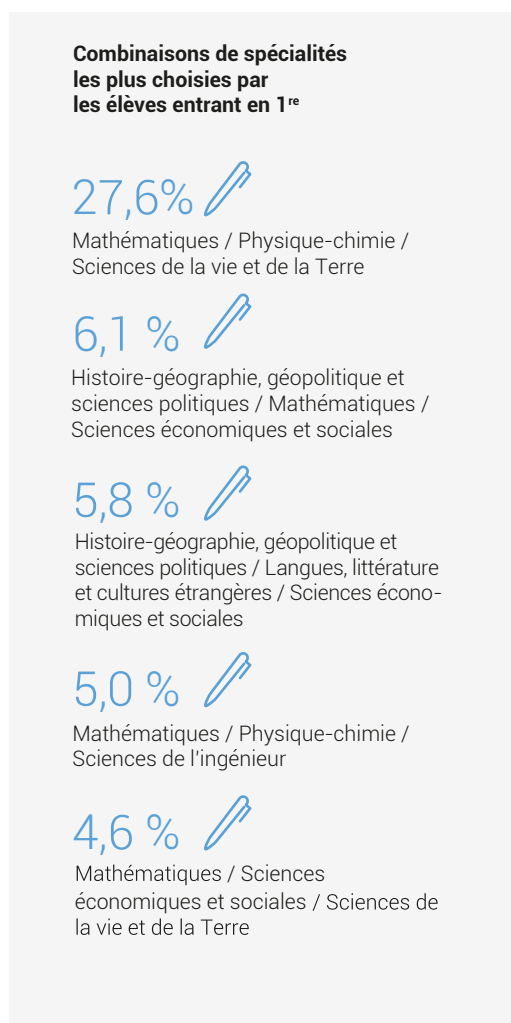 Combinaisons de spécialités
les plus choisies par
les élèves entrant en 1re
27,6%
Mathématiques / Physique-chimie /
Sciences de la vie et de la Terre
6,1 %
Histoire-géographie, géopolitique et
sciences politiques / Mathématiques /
Sciences économiques et sociales
5,8 %
Histoire-géographie, géopolitique et
sciences politiques / Langues, littérature
et cultures étrangères / Sciences écono-
miques et sociales
5,0 %
Mathématiques / Physique-chimie /
Sciences de l'ingénieur
4,6 %
Mathématiques / Sciences
économiques et sociales / Sciences de
la vie et de la Terre